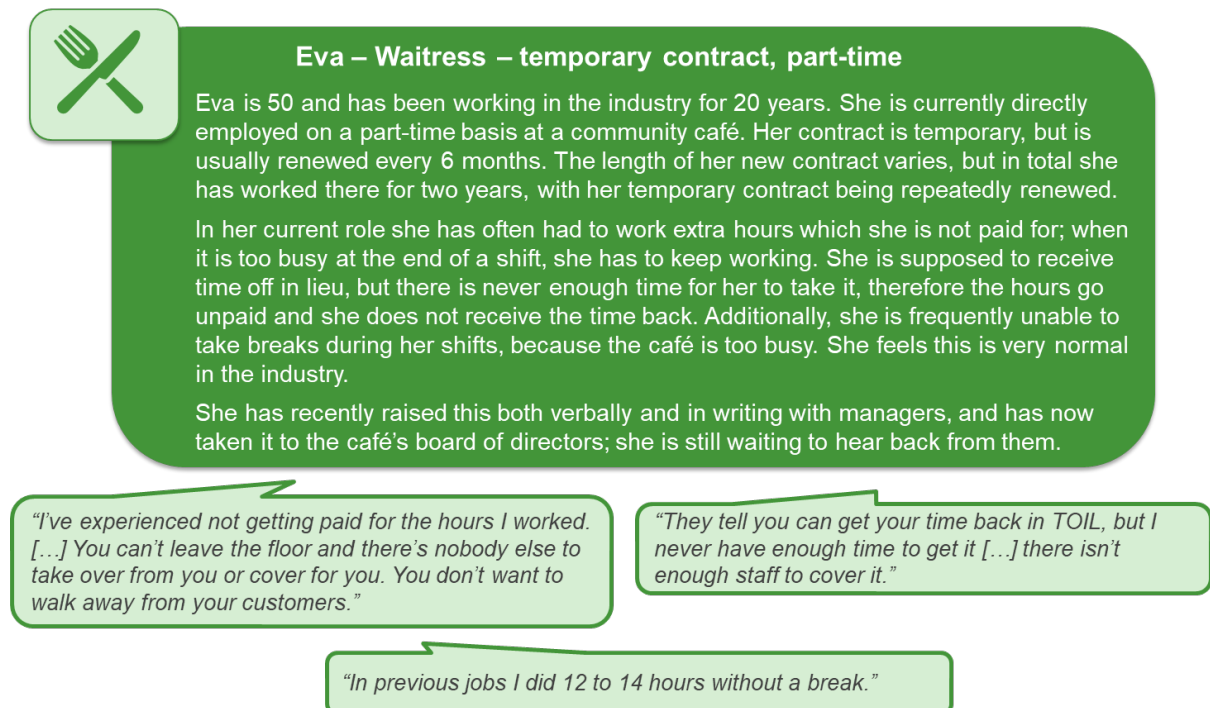 Eva – Waitress – temporary contract, part-time
Eva is 50 and has been working in the industry for 20 years. She is currently directly
employed on a part-time basis at a community café. Her contract is temporary, but is
usually renewed every 6 months. The length of her new contract varies, but in total she
has worked there for two years, with her temporary contract being repeatedly renewed.
In her current role she has often had to work extra hours which she is not paid for; when
it is too busy at the end of a shift, she has to keep working. She is supposed to receive
time off in lieu, but there is never enough time for her to take it, therefore the hours go
unpaid and she does not receive the time back. Additionally, she is frequently unable to
take breaks during her shifts, because the café is too busy. She feels this is very normal
in the industry.
She has recently raised this both verbally and in writing with managers, and has now
taken it to the café’s board of directors; she is still waiting to hear back from them.
“I’ve experienced not getting paid for the hours I worked.
[…] You can’t leave the floor and there’s nobody else to
take over from you or cover for you. You don’t want to
walk away from your customers.”
“They tell you can get your time back in TOIL, but I
never have enough time to get it […] there isn’t
enough staff to cover it.”
“In previous jobs I did 12 to 14 hours without a break.”